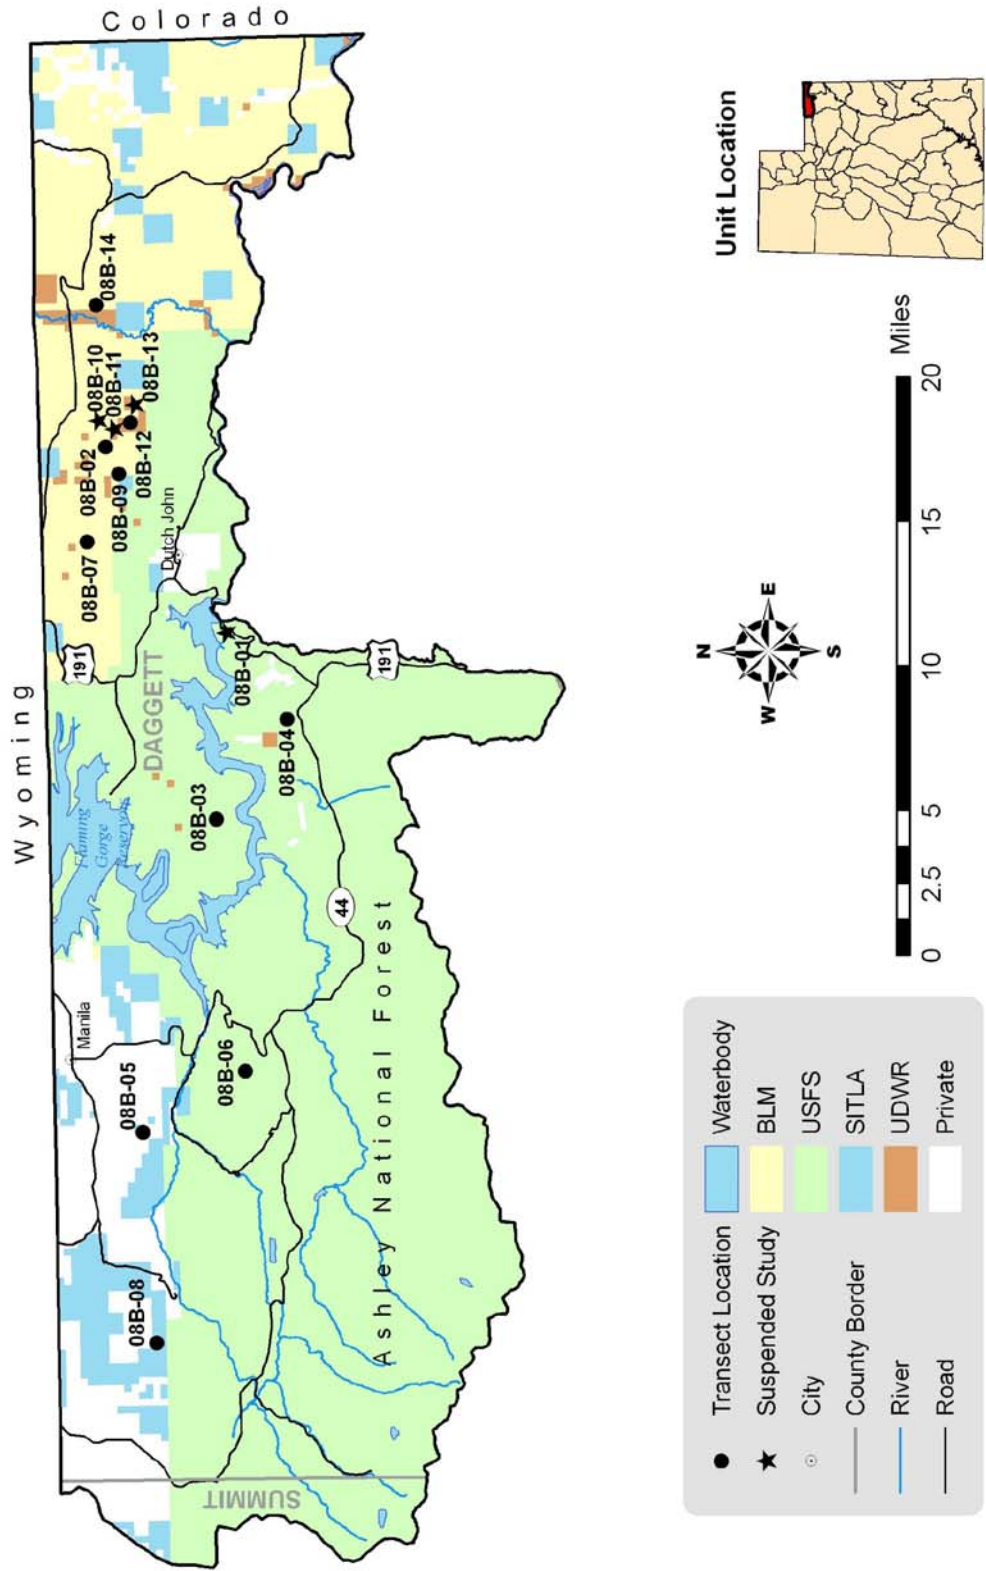 Wyoming
Colorado
Flaming
Gorge
Reservoir
Manila
191
08B-07
08B-02
08B-10
08B-11
08B-14
08B-09
08B-12
08B-13
Dutch John
DAGGETT
08B-05
08B-08
08B-03
08B-06
08B-01
08B-04
191
44
SUMMIT
Ashley National Forest
Transect Location
Suspended Study
City
County Border
River
Road
Waterbody
BLM
USFS
SITLA
UDWR
Private
N
W
E
S
0
2.5
5
10
15
20
Miles
Unit Location